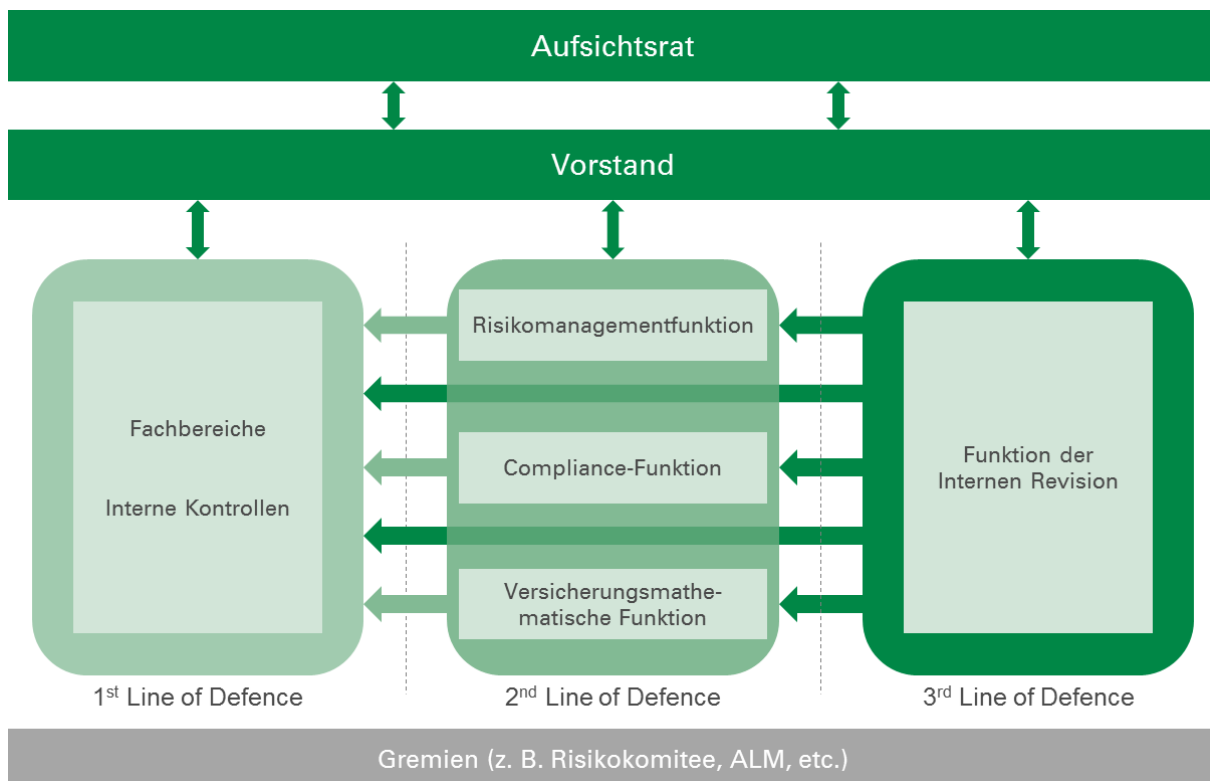 Aufsichtsrat
Vorstand
Fachbereiche
Interne Kontrollen
Risikomanagementfunktion
Compliance-Funktion
Versicherungsmathe-
matische Funktion
Funktion der
Internen Revision
1st Line of Defence
2nd Line of Defence
3rd Line of Defence
Gremien (z. B. Risikokomitee, ALM, etc.)